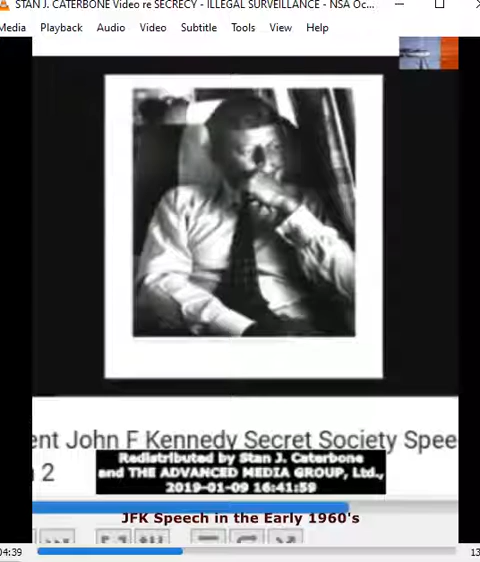 STAN J. CATERBONE Video re SECRECY - ILLEGAL SURVEILLANCE - NSA Oc...
Media Playback Audio Video Subtitle Tools View Help
ent John F Kennedy Secret Society Spee
2
Redistributed by Stan J. Caterbone
and THE ADVANCED MEDIA GROUP, Ltd.,
2019-01-09 16:41:59
JFK Speech in the Early 1960's
04:39 13